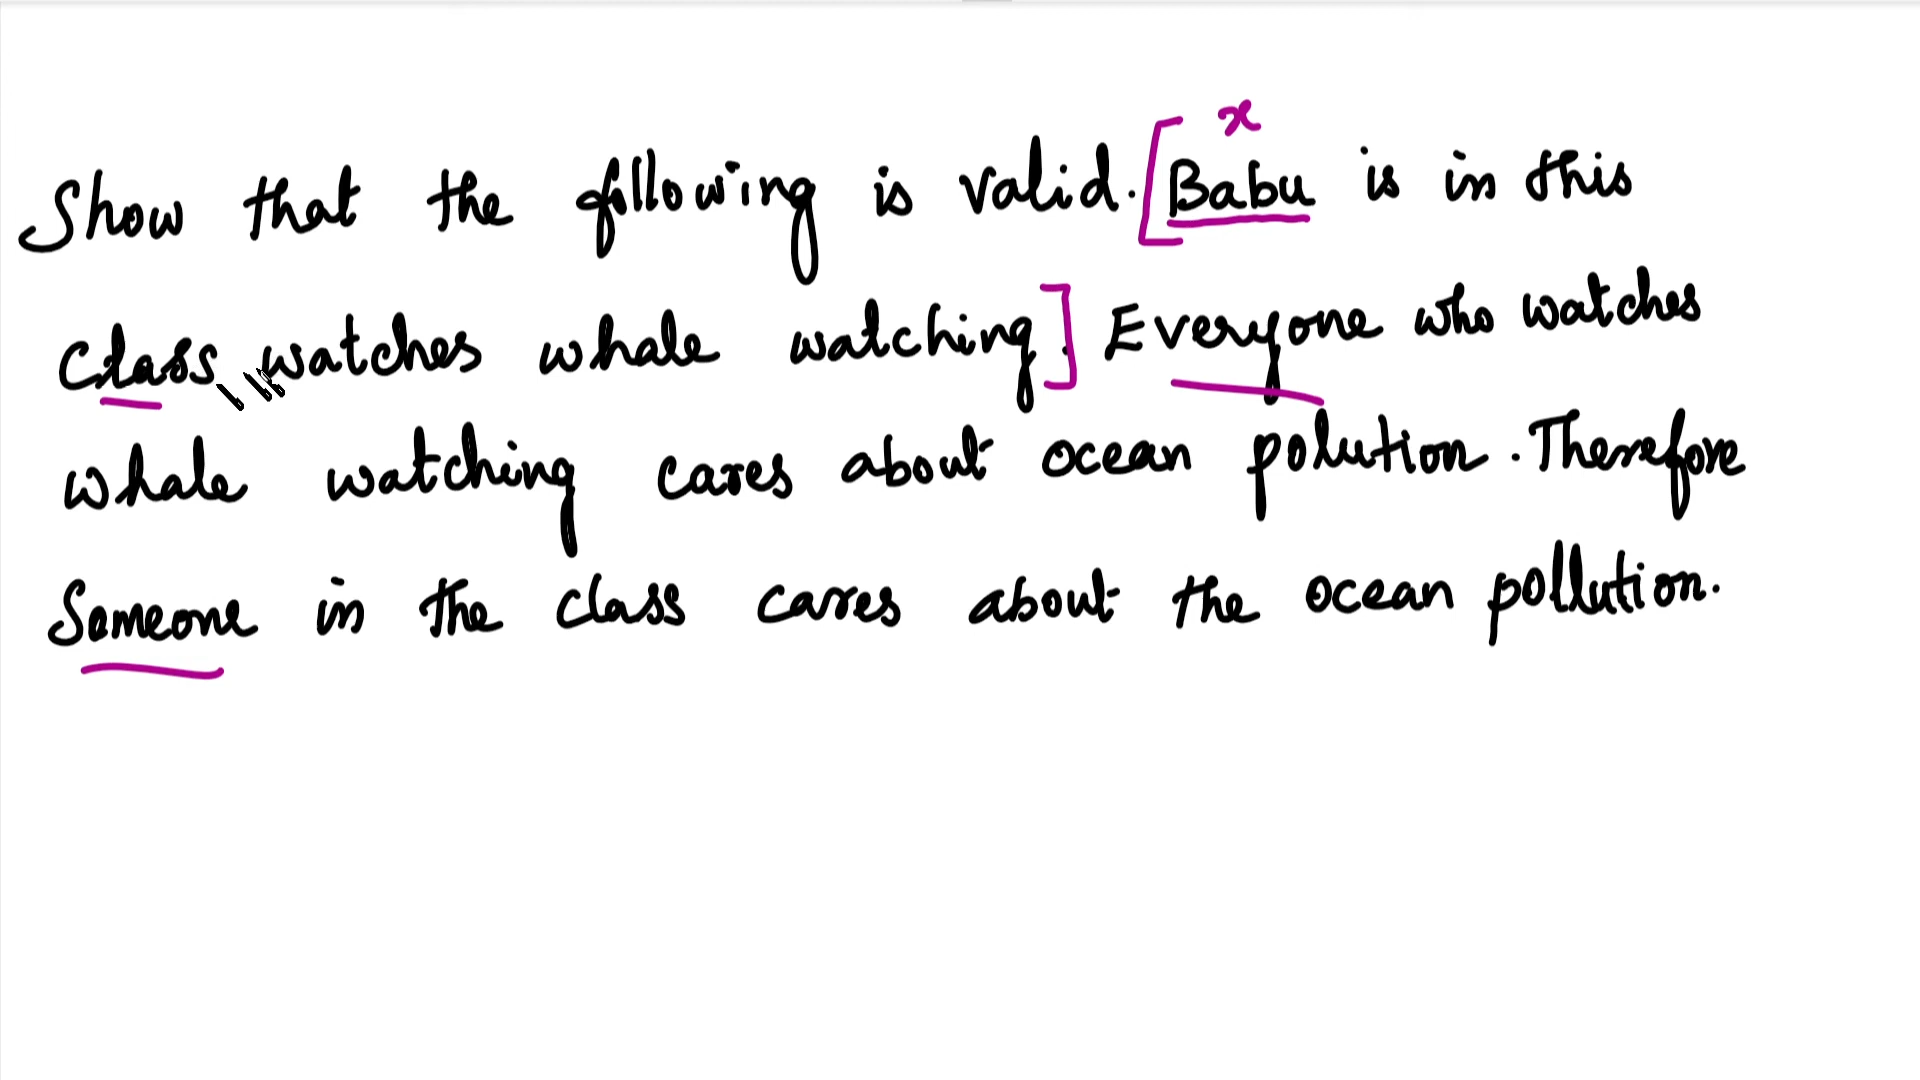 x
Show that the following is valid. [Babu is in this
class, watches whale watching]. Everyone who watches
whale watching cares about ocean polution. Therefore
Someone in the class cares about the ocean pollution.